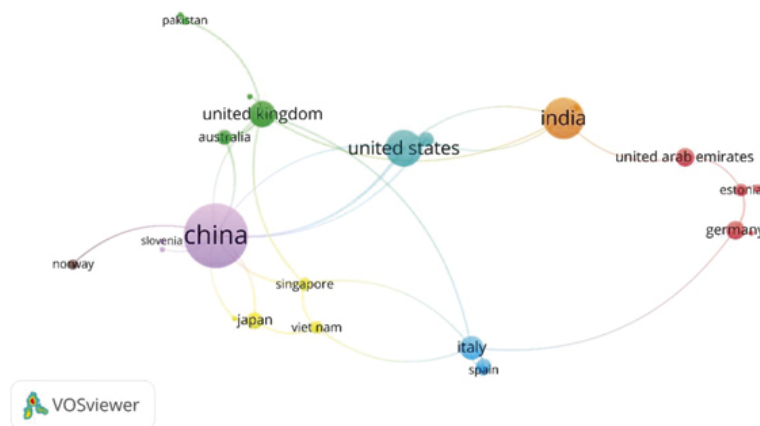 pakistan
united kingdom
india
australia
united states
united arab emirates
estonia
china
germany
slovenia
norway
singapore
japan
viet nam
italy
spain
VOSviewer